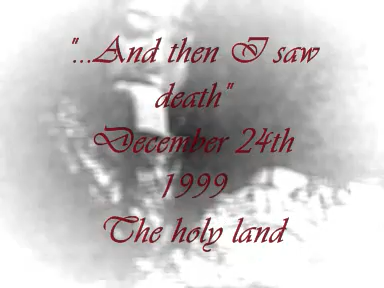 "...And then I saw
death"
December 24th
1999
The holy land